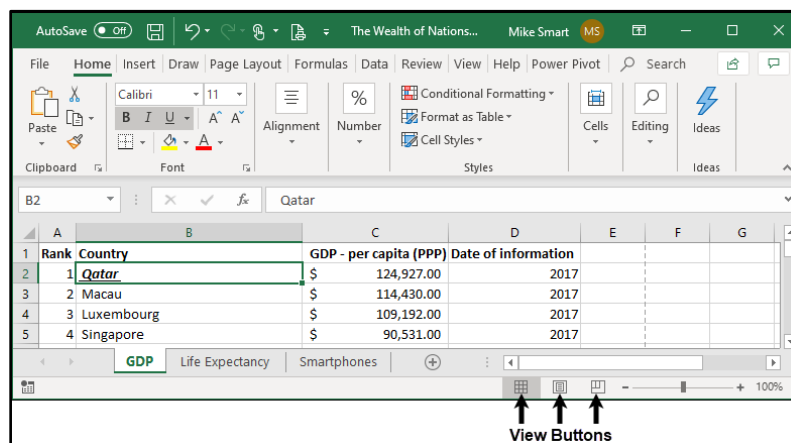 AutoSave Off The Wealth of Nations... Mike Smart MS
File Home Insert Draw Page Layout Formulas Data Review View Help Power Pivot Search
Calibri 11 % Conditional Formatting
Paste B I U A A Alignment Number Format as Table Cells Editing Ideas
A Cell Styles
Clipboard Font Styles Ideas
B2 fx Qatar
A B C D E F G
1 Rank Country GDP - per capita (PPP) Date of information
2 1 Qatar $ 124,927.00 2017
3 2 Macau $ 114,430.00 2017
4 3 Luxembourg $ 109,192.00 2017
5 4 Singapore $ 90,531.00 2017
GDP Life Expectancy Smartphones
- + 100%
View Buttons